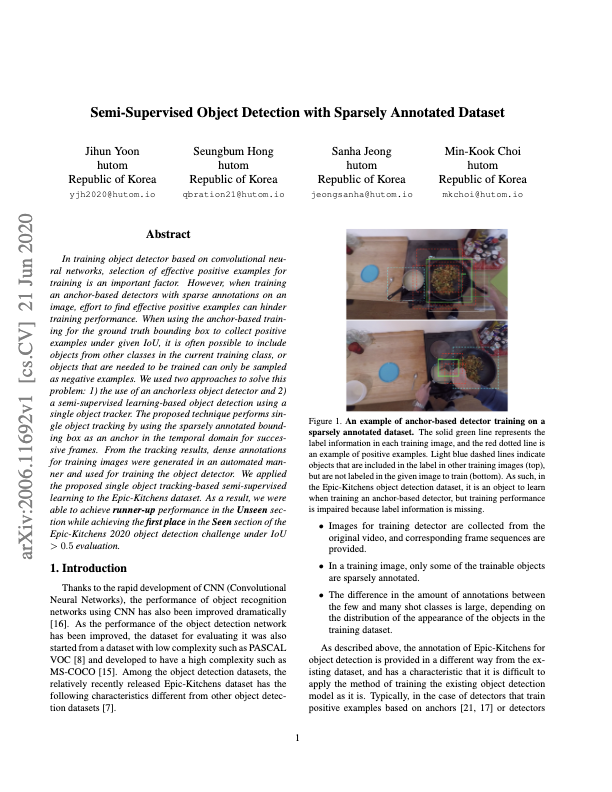 Semi-Supervised Object Detection with Sparsely Annotated Dataset
Jihun Yoon
hutom
Republic of Korea
yjh2020@hutom.io
Seungbum Hong
hutom
Republic of Korea
qbration21@hutom.io
Sanha Jeong
hutom
Republic of Korea
jeongsanha@hutom.io
Min-Kook Choi
hutom
Republic of Korea
mkchoi@hutom.io
arXiv:2006.11692v1 [cs.CV] 21 Jun 2020
Abstract
In training object detector based on convolutional neu-
ral networks, selection of effective positive examples for
training is an important factor. However, when training
an anchor-based detectors with sparse annotations on an
image, effort to find effective positive examples can hinder
training performance. When using the anchor-based train-
ing for the ground truth bounding box to collect positive
examples under given IoU, it is often possible to include
objects from other classes in the current training class, or
objects that are needed to be trained can only be sampled
as negative examples. We used two approaches to solve this
problem: 1) the use of an anchorless object detector and 2)
a semi-supervised learning-based object detection using a
single object tracker. The proposed technique performs sin-
gle object tracking by using the sparsely annotated bound-
ing box as an anchor in the temporal domain for succes-
sive frames. From the tracking results, dense annotations
for training images were generated in an automated man-
ner and used for training the object detector. We applied
the proposed single object tracking-based semi-supervised
learning to the Epic-Kitchens dataset. As a result, we were
able to achieve runner-up performance in the Unseen sec-
tion while achieving the first place in the Seen section of the
Epic-Kitchens 2020 object detection challenge under IoU
> 0.5 evaluation.
1. Introduction
Thanks to the rapid development of CNN (Convolutional
Neural Networks), the performance of object recognition
networks using CNN has also been improved dramatically
[16]. As the performance of the object detection network
has been improved, the dataset for evaluating it was also
started from a dataset with low complexity such as PASCAL
VOC [8] and developed to have a high complexity such as
MS-COCO [15]. Among the object detection datasets, the
relatively recently released Epic-Kitchens dataset has the
following characteristics different from other object detec-
tion datasets [7].
Figure 1. An example of anchor-based detector training on a
sparsely annotated dataset. The solid green line represents the
label information in each training image, and the red dotted line is
an example of positive examples. Light blue dashed lines indicate
objects that are included in the label in other training images (top),
but are not labeled in the given image to train (bottom). As such, in
the Epic-Kitchens object detection dataset, it is an object to learn
when training an anchor-based detector, but training performance
is impaired because label information is missing.
• Images for training detector are collected from the
original video, and corresponding frame sequences are
provided.
• In a training image, only some of the trainable objects
are sparsely annotated.
• The difference in the amount of annotations between
the few and many shot classes is large, depending on
the distribution of the appearance of the objects in the
training dataset.
As described above, the annotation of Epic-Kitchens for
object detection is provided in a different way from the ex-
isting dataset, and has a characteristic that it is difficult to
apply the method of training the existing object detection
model as it is. Typically, in the case of detectors that train
positive examples based on anchors [21, 17] or detectors
1